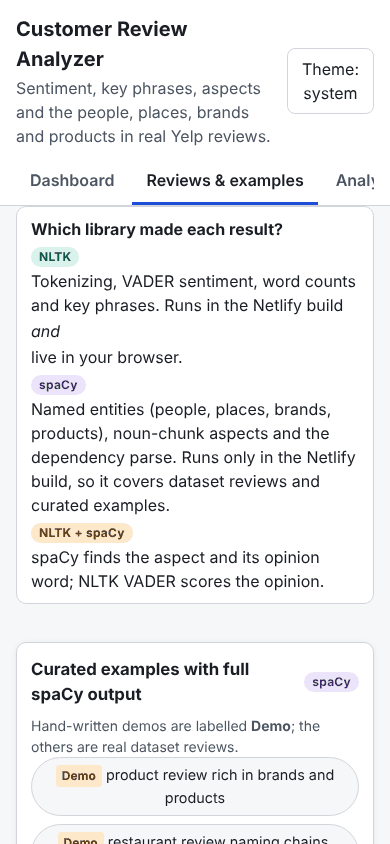 Customer Review
Analyzer
Sentiment, key phrases, aspects
and the people, places, brands
and products in real Yelp reviews.
Theme:
system
Dashboard Reviews & examples Analy
Which library made each result?
NLTK
Tokenizing, VADER sentiment, word counts
and key phrases. Runs in the Netlify build
and
live in your browser.
spaCy
Named entities (people, places, brands,
products), noun-chunk aspects and the
dependency parse. Runs only in the Netlify
build, so it covers dataset reviews and
curated examples.
NLTK + spaCy
spaCy finds the aspect and its opinion
word; NLTK VADER scores the opinion.
Curated examples with full
spaCy output
spaCy
Hand-written demos are labelled Demo; the
others are real dataset reviews.
Demo product review rich in brands and
products
Demo restaurant review naming chains,